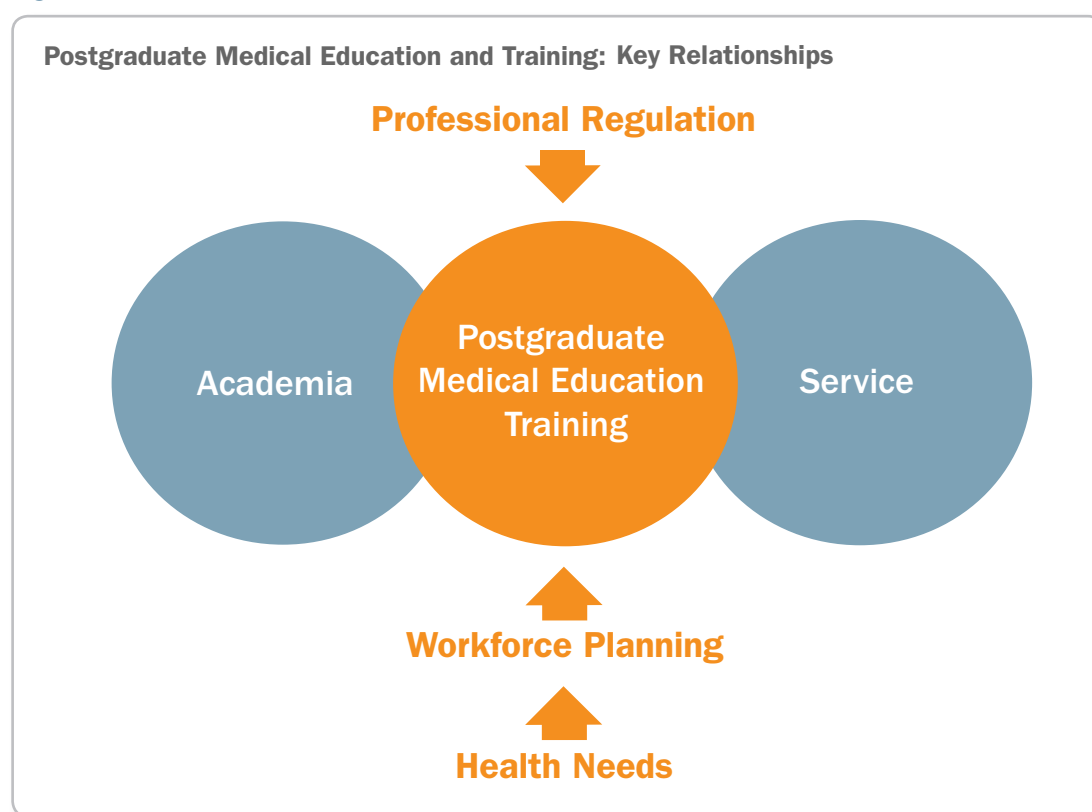 Postgraduate Medical Education and Training: Key Relationships
Professional Regulation
Academia
Postgraduate
Medical Education
Training
Service
Workforce Planning
Health Needs